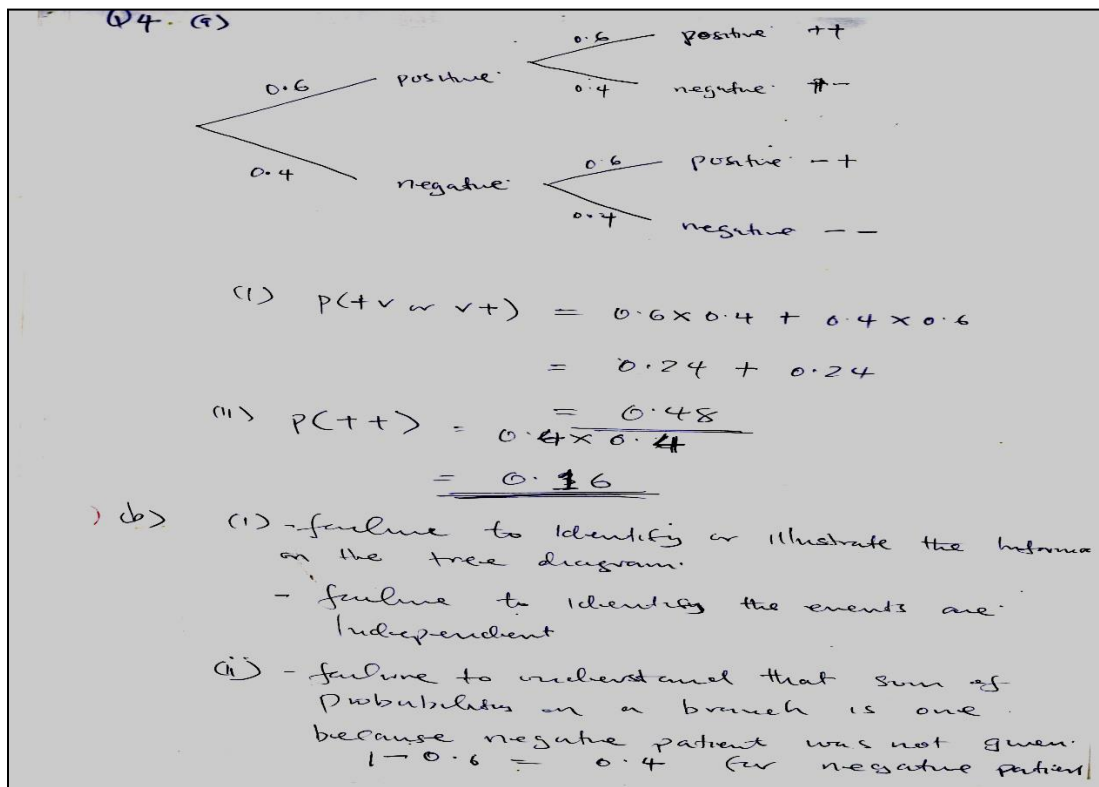 Q4. (a)
0.6 positive ++
0.6 positive
0.4 negative +-
0.4 negative
0.6 positive -+
0.4 negative - -
(i) P(+v or v+) = 0.6 × 0.4 + 0.4 × 0.6
= 0.24 + 0.24
= 0.48
(ii) P(++) = 0.4 × 0.4
= 0.16
(b) (i) - failure to identify or illustrate the informa
on the tree diagram.
- failure to identify the events are
independent
(ii) - failure to understand that sum of
probabilities on a branch is one
because negative patient was not given.
1 - 0.6 = 0.4 for negative patient